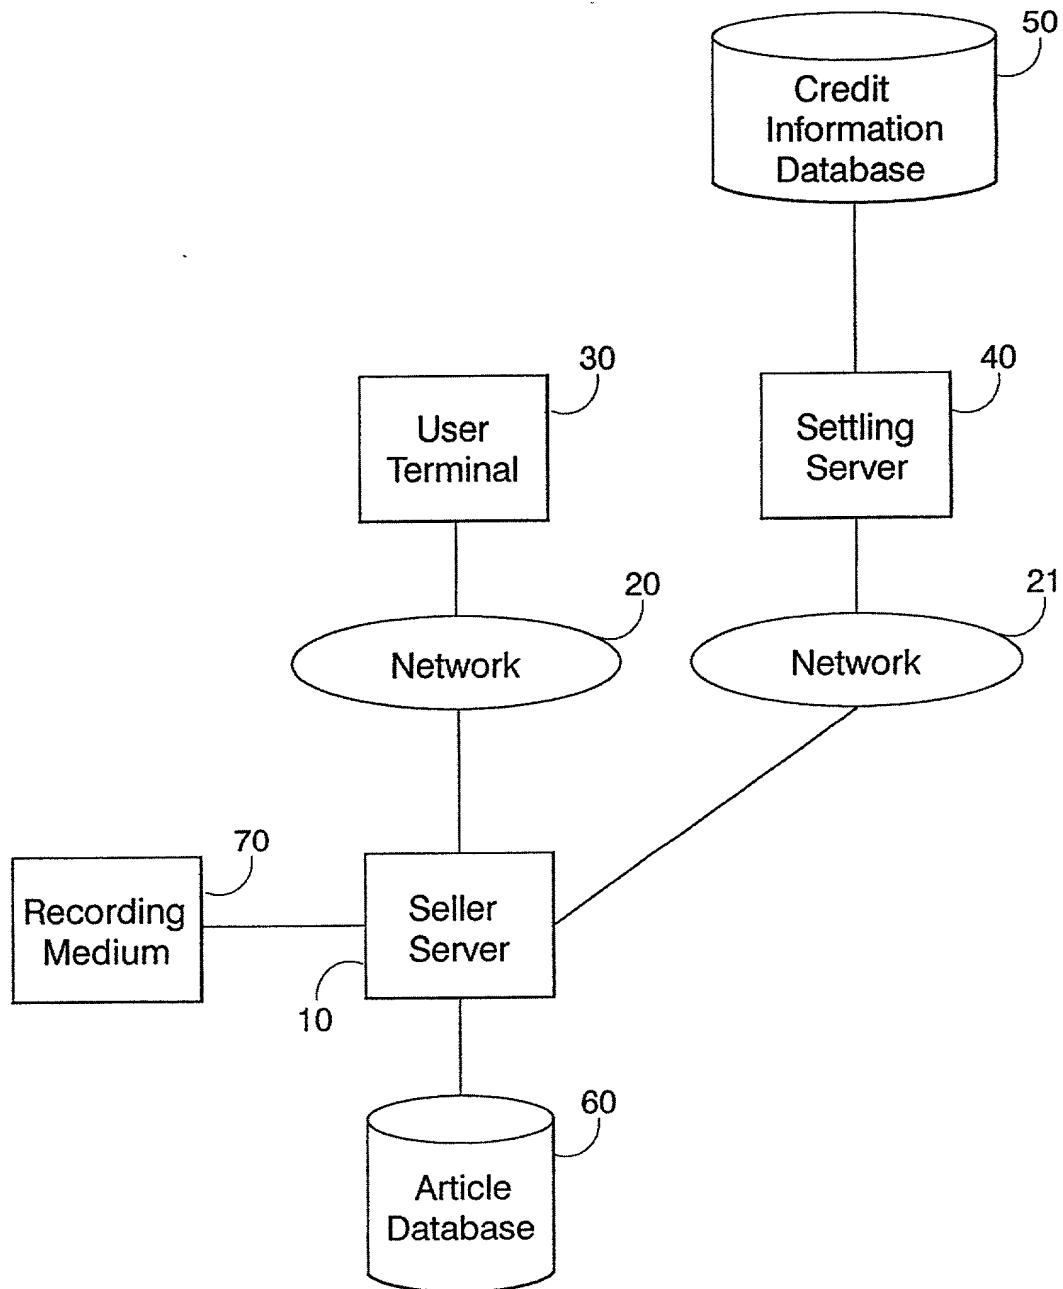 50
Credit
Information
Database
30
40
User
Terminal
Settling
Server
20
21
Network
Network
70
Recording
Medium
Seller
Server
10
60
Article
Database